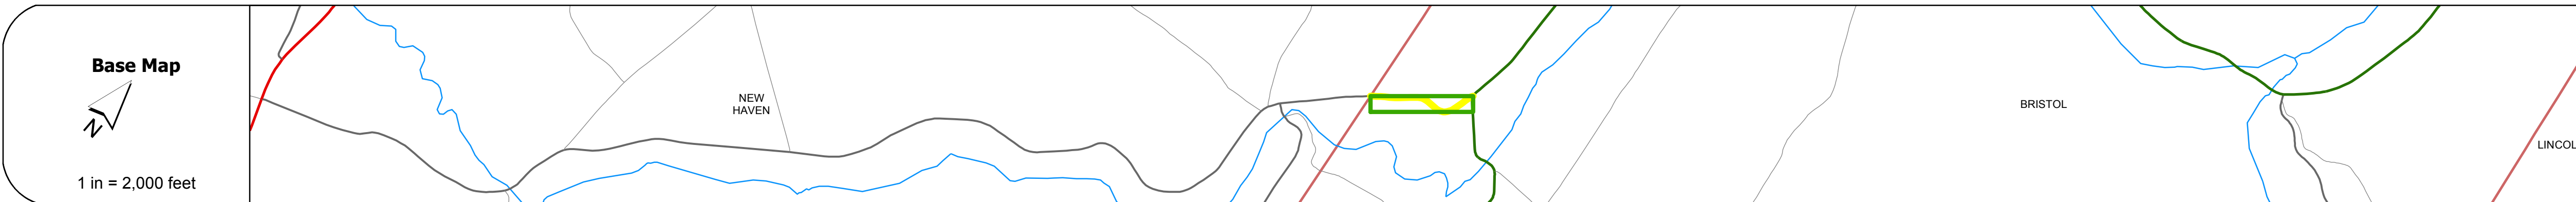 Base Map
N
1 in = 2,000 feet
NEW
HAVEN
BRISTOL
LINCOL